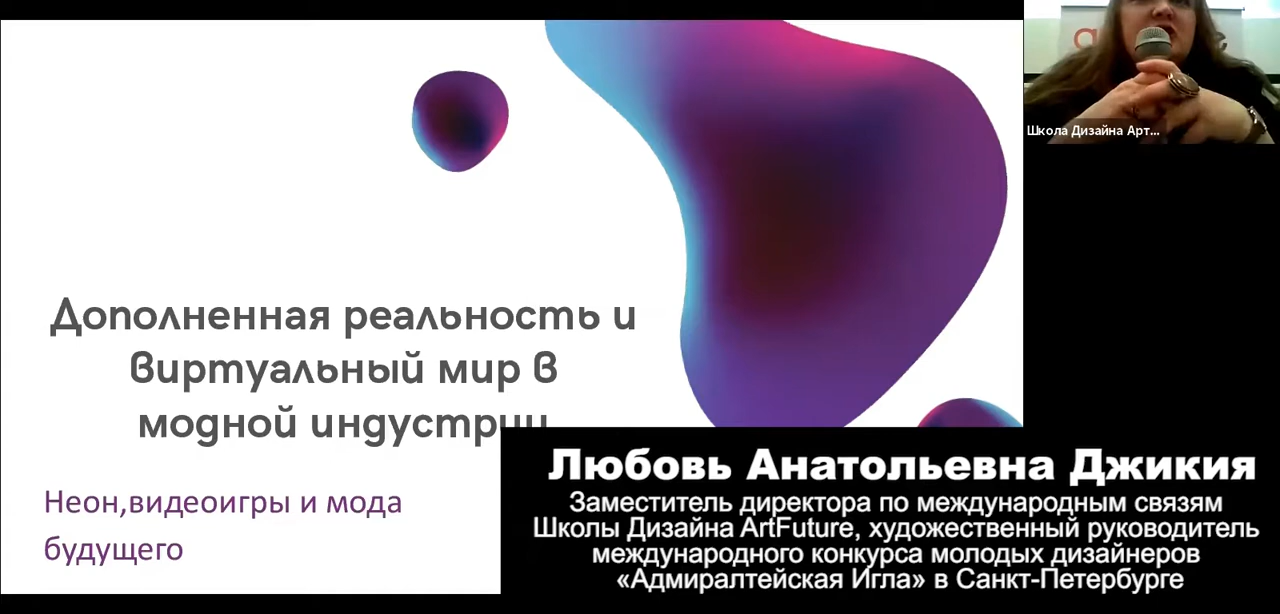 Школа Дизайна Арт...
Дополненная реальность и
виртуальный мир в
модной индустрии
Неон,видеоигры и мода
будущего
Любовь Анатольевна Джикия
Заместитель директора по международным связям
Школы Дизайна ArtFuture, художественный руководитель
международного конкурса молодых дизайнеров
«Адмиралтейская Игла» в Санкт-Петербурге